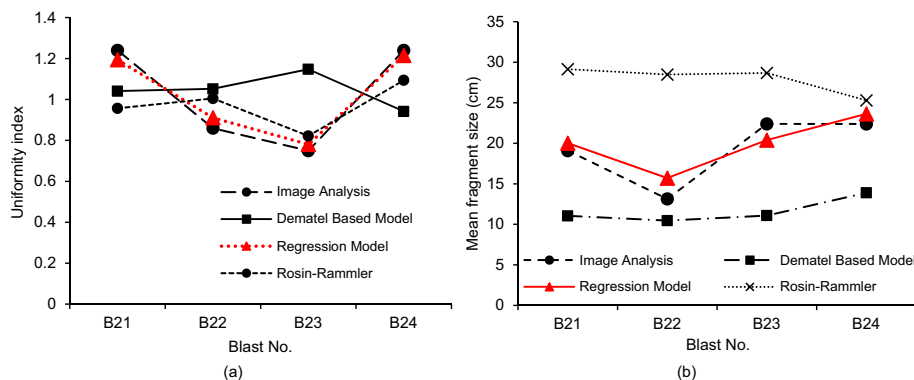 1.4
1.2
1
0.8
0.6
0.4
0.2
0
Uniformity index
Image Analysis
Dematel Based Model
Regression Model
Rosin-Rammler
B21 B22 B23 B24
Blast No.
(a)
35
30
25
20
15
10
5
0
Mean fragment size (cm)
Image Analysis Dematel Based Model
Regression Model Rosin-Rammler
B21 B22 B23 B24
Blast No.
(b)